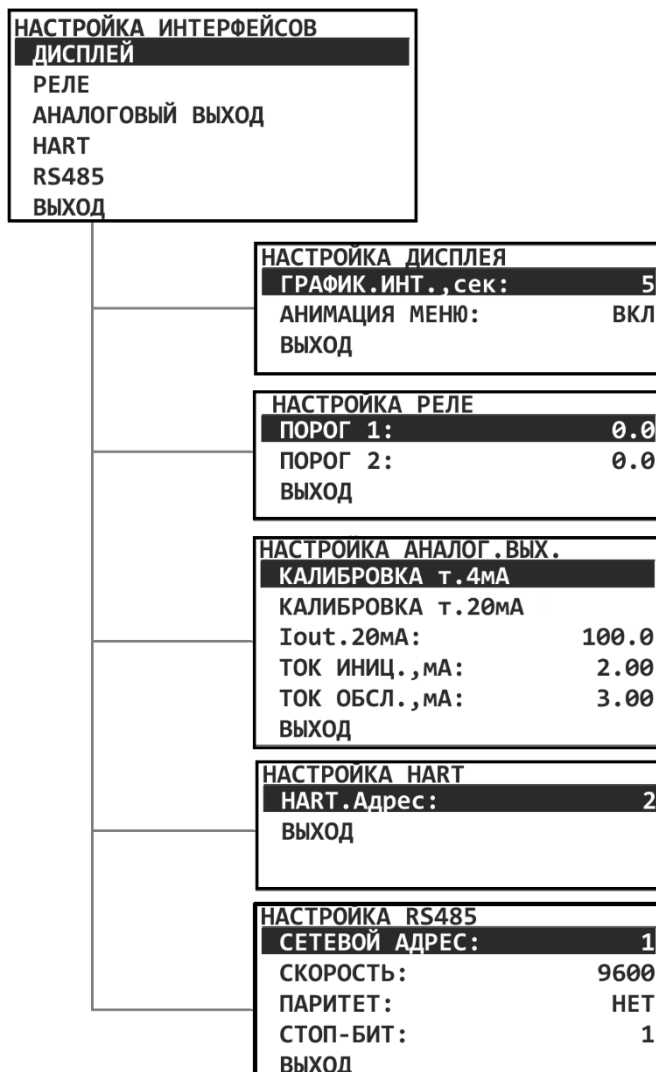 НАСТРОЙКА ИНТЕРФЕЙСОВ
ДИСПЛЕЙ
РЕЛЕ
АНАЛОГОВЫЙ ВЫХОД
HART
RS485
ВЫХОД
НАСТРОЙКА ДИСПЛЕЯ
ГРАФИК.ИНТ.,сек: 5
АНИМАЦИЯ МЕНЮ: ВКЛ
ВЫХОД
НАСТРОЙКА РЕЛЕ
ПОРОГ 1: 0.0
ПОРОГ 2: 0.0
ВЫХОД
НАСТРОЙКА АНАЛОГ.ВЫХ.
КАЛИБРОВКА т.4мА
КАЛИБРОВКА т.20мА
Iout.20мА: 100.0
ТОК ИНИЦ.,мА: 2.00
ТОК ОБСЛ.,мА: 3.00
ВЫХОД
НАСТРОЙКА HART
HART.Адрес: 2
ВЫХОД
НАСТРОЙКА RS485
СЕТЕВОЙ АДРЕС: 1
СКОРОСТЬ: 9600
ПАРИТЕТ: НЕТ
СТОП-БИТ: 1
ВЫХОД